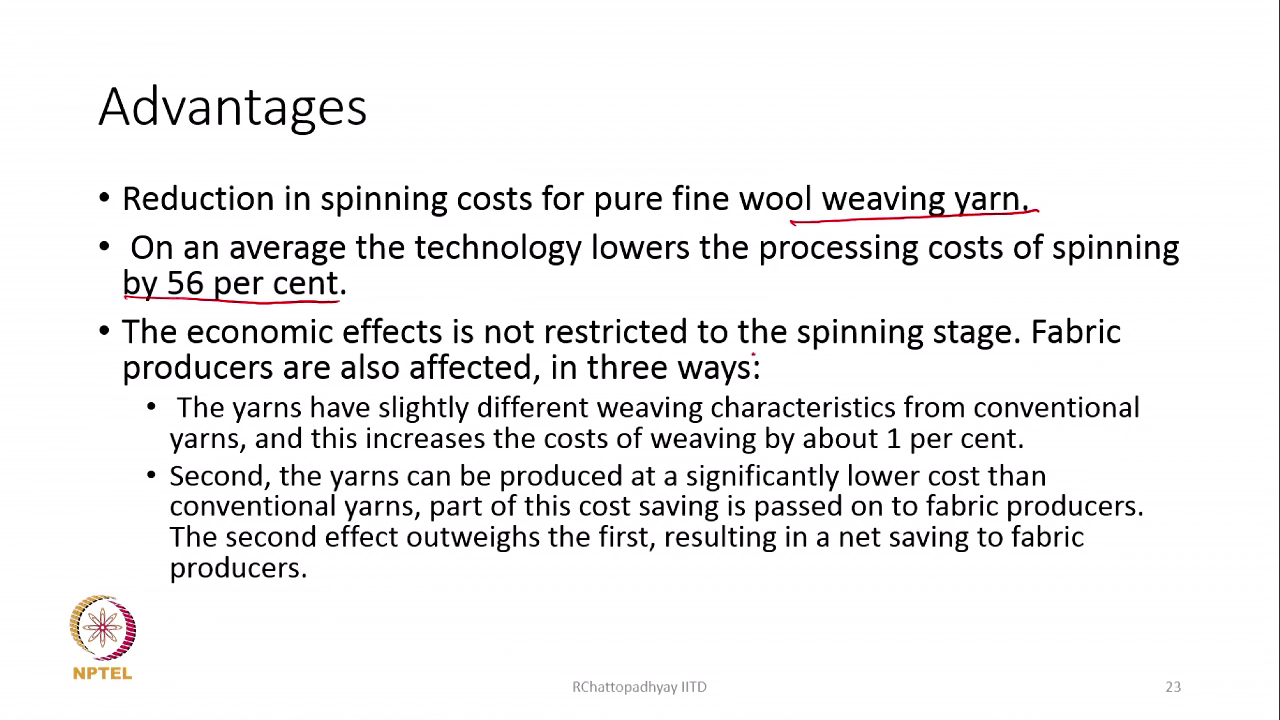 Advantages
• Reduction in spinning costs for pure fine wool weaving yarn.
• On an average the technology lowers the processing costs of spinning
by 56 per cent.
• The economic effects is not restricted to the spinning stage. Fabric
producers are also affected, in three ways:
• The yarns have slightly different weaving characteristics from conventional
yarns, and this increases the costs of weaving by about 1 per cent.
• Second, the yarns can be produced at a significantly lower cost than
conventional yarns, part of this cost saving is passed on to fabric producers.
The second effect outweighs the first, resulting in a net saving to fabric
producers.
NPTEL
RChattopadhyay IITD
23